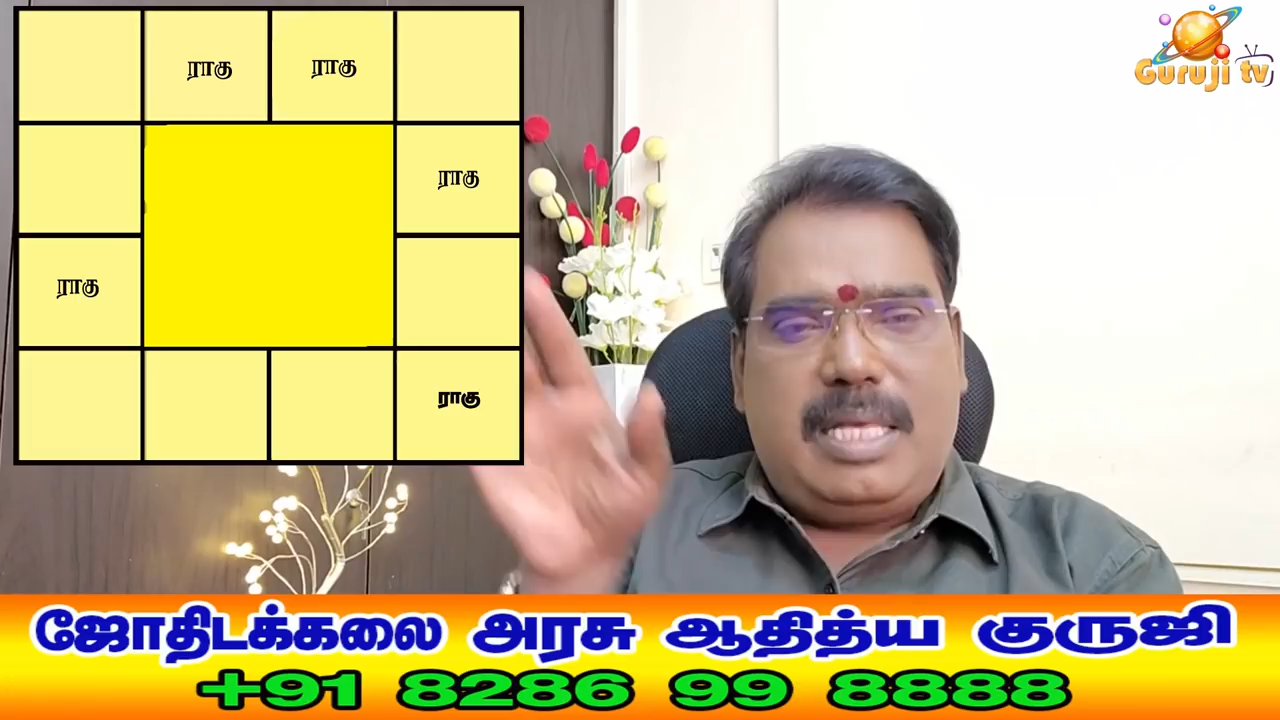 ராகு ராகு
ராகு
ராகு
ராகு
Guruji tv
ஜோதிடக்கலை அரசு ஆதித்ய குருஜி
+91 8286 99 8888